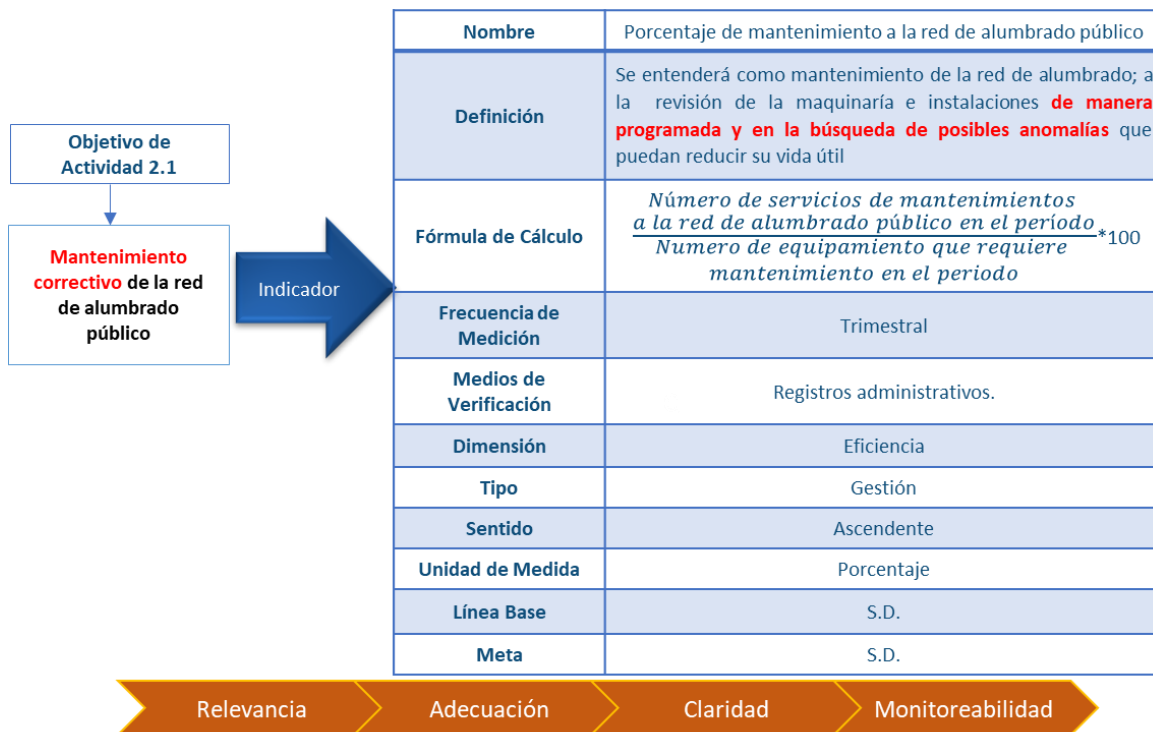 Objetivo de
Actividad 2.1
Mantenimiento
correctivo de la red
de alumbrado
público
Indicador
Nombre
Porcentaje de mantenimiento a la red de alumbrado público
Definición
Se entenderá como mantenimiento de la red de alumbrado; a
la revisión de la maquinaría e instalaciones de manera
programada y en la búsqueda de posibles anomalías que
puedan reducir su vida útil
Fórmula de Cálculo
Número de servicios de mantenimientos
a la red de alumbrado público en el período
Numero de equipamiento que requiere
mantenimiento en el periodo
*100
Frecuencia de
Medición
Trimestral
Medios de
Verificación
Registros administrativos.
Dimensión
Eficiencia
Tipo
Gestión
Sentido
Ascendente
Unidad de Medida
Porcentaje
Línea Base
S.D.
Meta
S.D.
Relevancia
Adecuación
Claridad
Monitoreabilidad